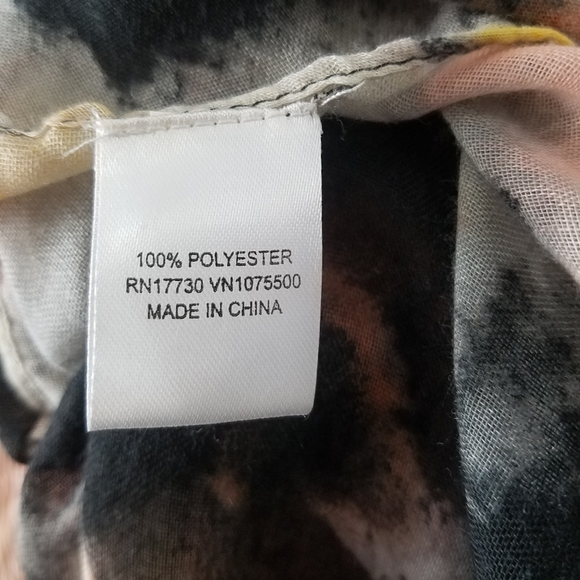 100% POLYESTER
RN17730 VN1075500
MADE IN CHINA